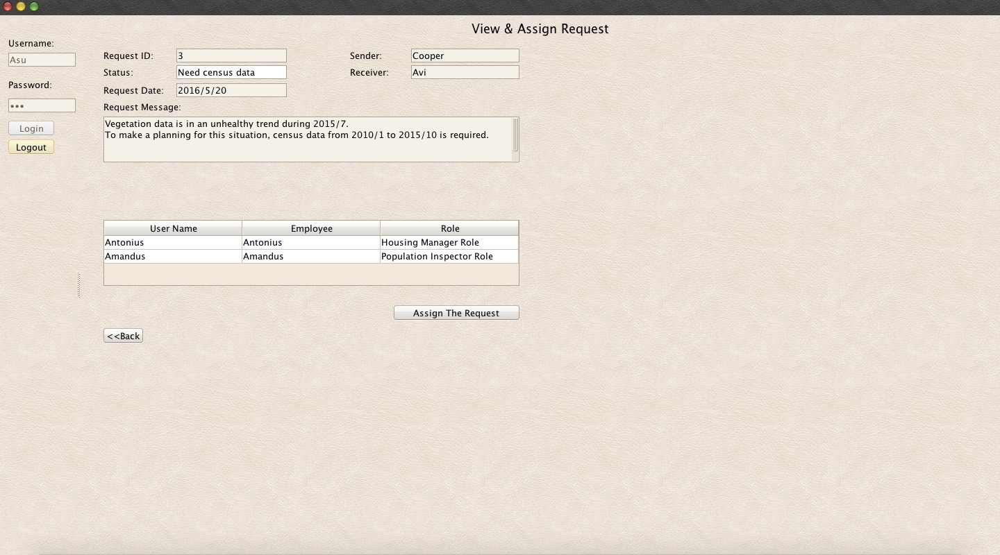 View & Assign Request
Username:
Asu
Password:
•••
Login
Logout
Request ID: 3 Sender: Cooper
Status: Need census data Receiver: Avi
Request Date: 2016/5/20
Request Message:
Vegetation data is in an unhealthy trend during 2015/7.
To make a planning for this situation, census data from 2010/1 to 2015/10 is required.
User Name Employee Role
Antonius Antonius Housing Manager Role
Amandus Amandus Population Inspector Role
Assign The Request
<<Back